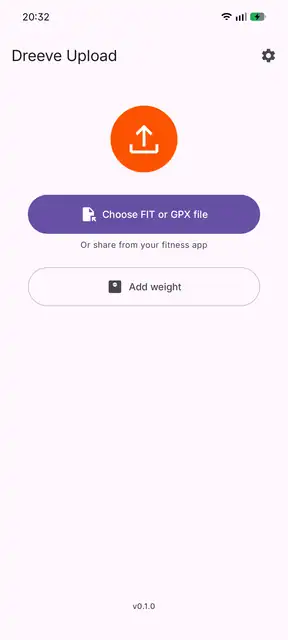 20:32
Dreeve Upload
Choose FIT or GPX file
Or share from your fitness app
Add weight
v0.1.0